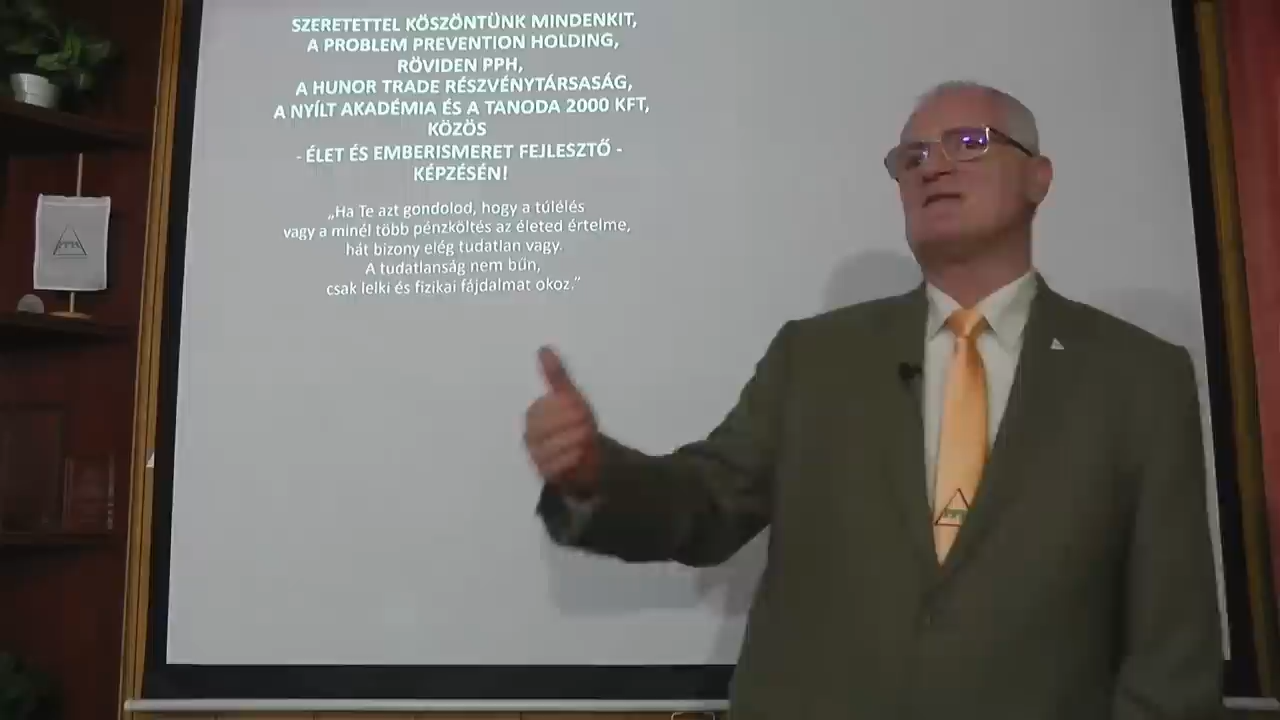 SZERETETTEL KÖSZÖNTÜNK MINDENKIT,
A PROBLEM PREVENTION HOLDING,
RÖVIDEN PPH,
A HUNOR TRADE RÉSZVÉNYTÁRSASÁG,
A NYÍLT AKADÉMIA ÉS A TANODA 2000 KFT,
KÖZÖS
- ÉLET ÉS EMBERISMERET FEJLESZTŐ -
KÉPZÉSÉN!
„Ha Te azt gondolod, hogy a túlélés
vagy a minél több pénzköltés az életed értelme,
hát bizony elég tudatlan vagy.
A tudatlanság nem bűn,
csak lelki és fizikai fájdalmat okoz.”